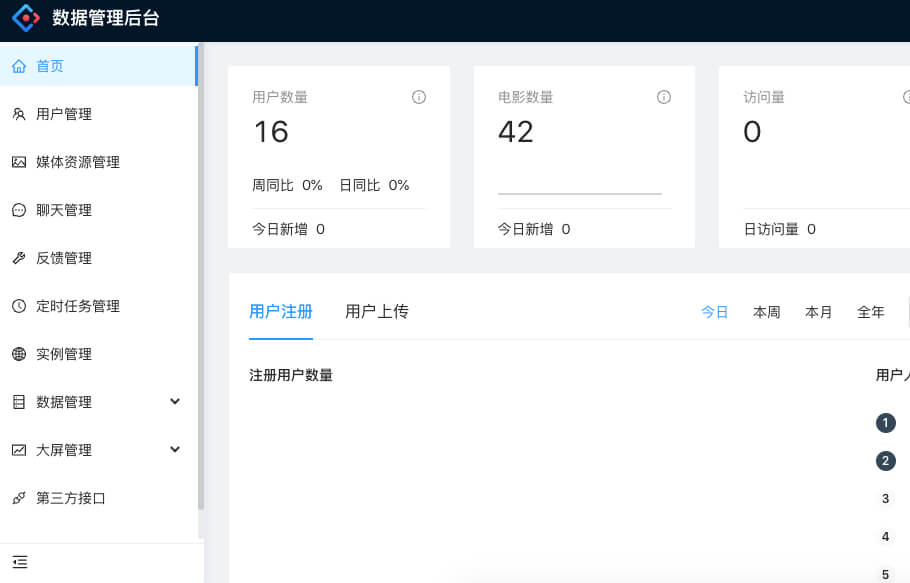 数据管理后台
首页
用户管理
媒体资源管理
聊天管理
反馈管理
定时任务管理
实例管理
数据管理
大屏管理
第三方接口
用户数量
16
周同比 0% 日同比 0%
今日新增 0
电影数量
42
今日新增 0
访问量
0
日访问量 0
用户注册 用户上传 今日 本周 本月 全年
注册用户数量
用户
1
2
3
4
5